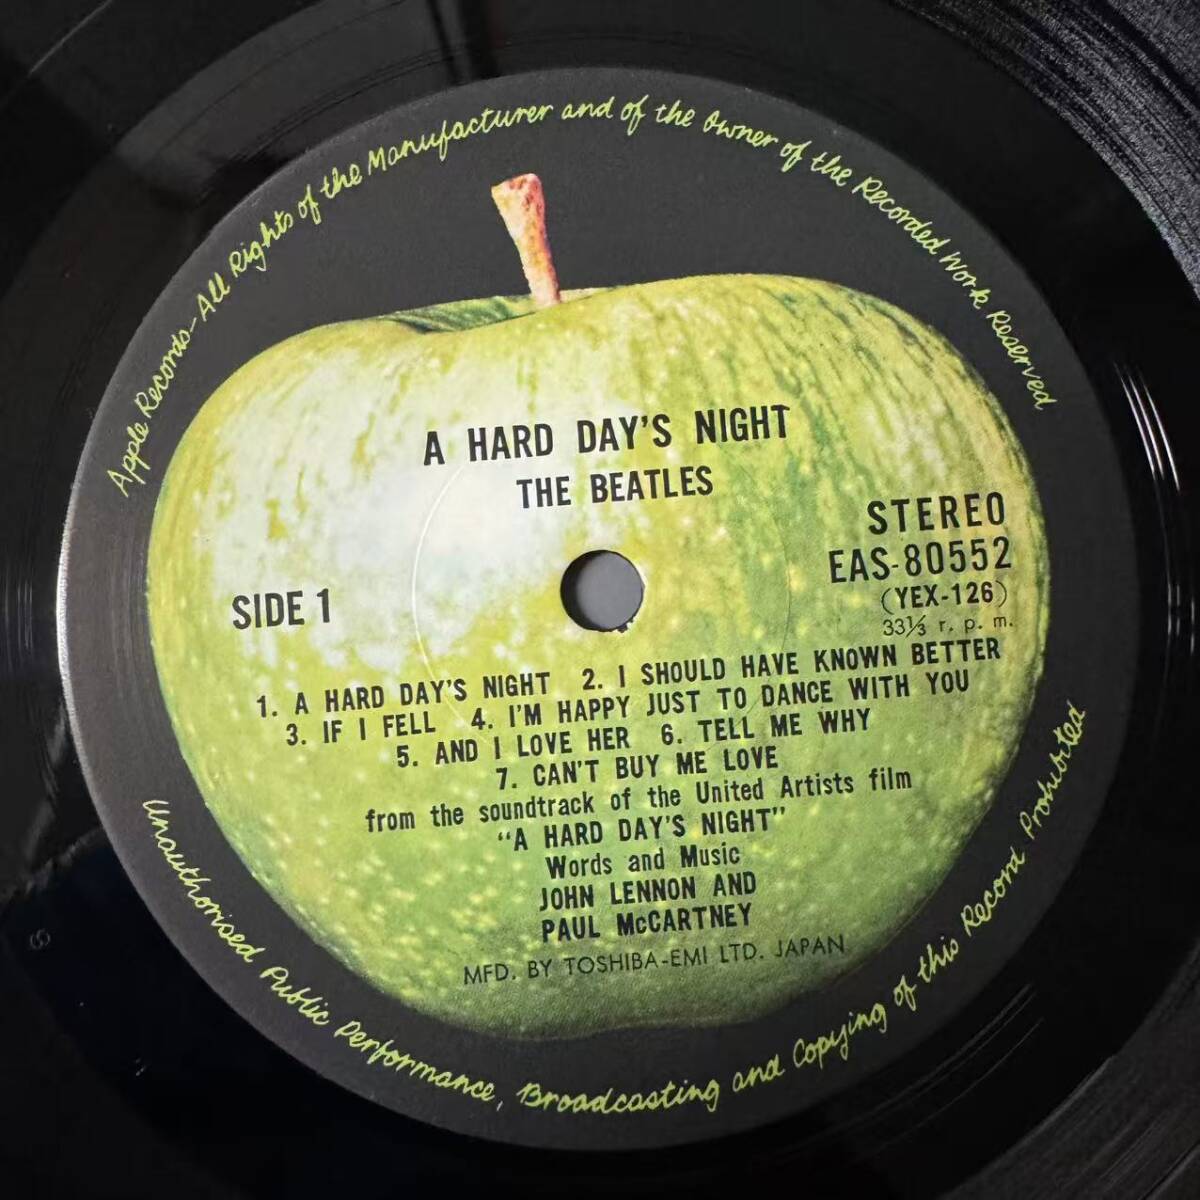 Apple Records-All Rights of the Manufacturer and of the Owner of the Recorded Work Reserved
A HARD DAY'S NIGHT
THE BEATLES
STEREO
EAS-80552
(YEX-126)
33⅓ r. p. m.
SIDE 1
1. A HARD DAY'S NIGHT 2. I SHOULD HAVE KNOWN BETTER
3. IF I FELL 4. I'M HAPPY JUST TO DANCE WITH YOU
5. AND I LOVE HER 6. TELL ME WHY
7. CAN'T BUY ME LOVE
from the soundtrack of the United Artists film
"A HARD DAY'S NIGHT"
Words and Music
JOHN LENNON AND
PAUL McCARTNEY
MFD. BY TOSHIBA-EMI LTD. JAPAN
Unauthorised Public Performance, Broadcasting and Copying of this Record Prohibited